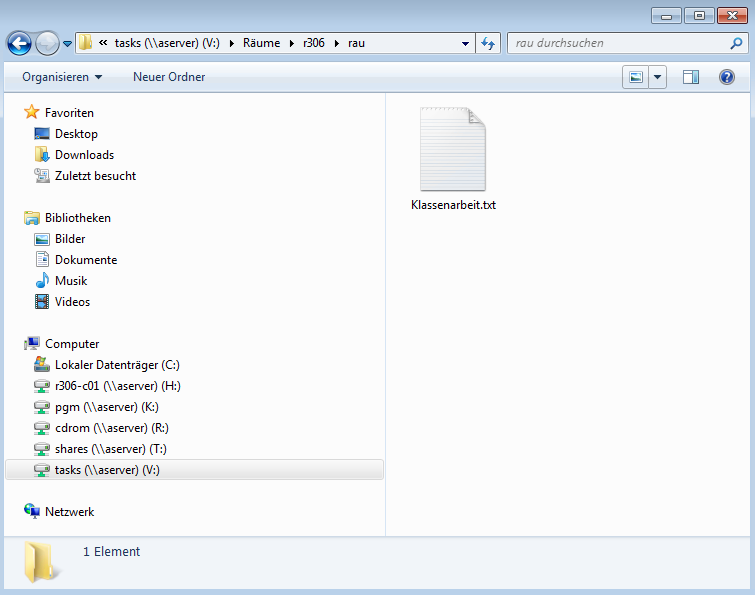 « tasks (\\aserver) (V:) ▸ Räume ▸ r306 ▸ rau
rau durchsuchen
Organisieren
Neuer Ordner
Favoriten
Desktop
Downloads
Zuletzt besucht
Bibliotheken
Bilder
Dokumente
Musik
Videos
Computer
Lokaler Datenträger (C:)
r306-c01 (\\aserver) (H:)
pgm (\\aserver) (K:)
cdrom (\\aserver) (R:)
shares (\\aserver) (T:)
tasks (\\aserver) (V:)
Netzwerk
Klassenarbeit.txt
1 Element